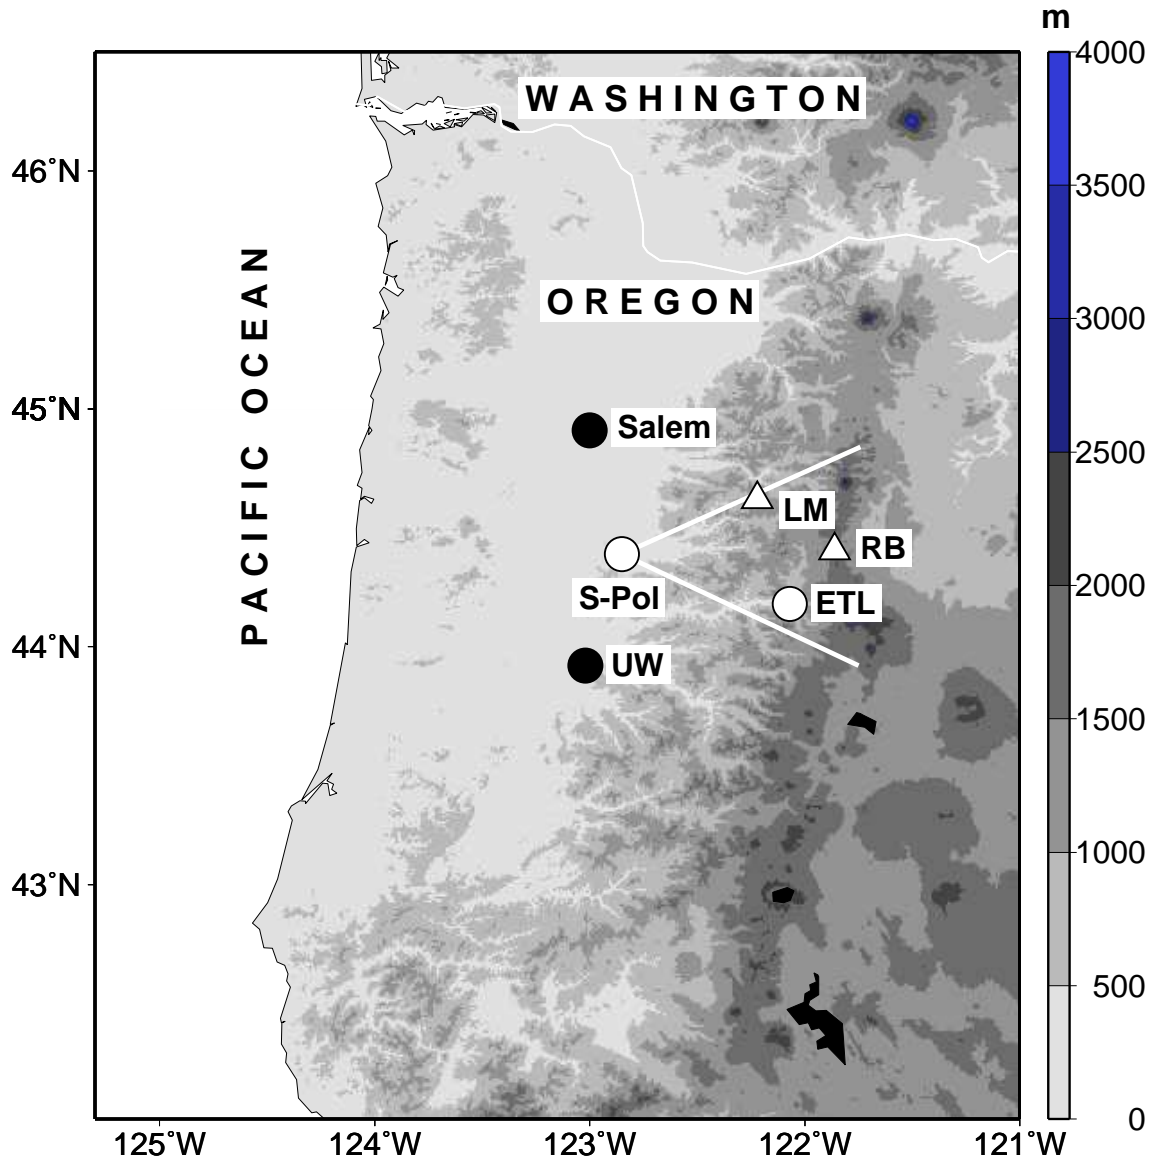 m
4000
WASHINGTON
46°N
3500
PACIFIC OCEAN
OREGON
3000
45°N
Salem
2500
LM
RB
S-Pol
ETL
2000
44°N
UW
1500
1000
43°N
500
0
125°W 124°W 123°W 122°W 121°W